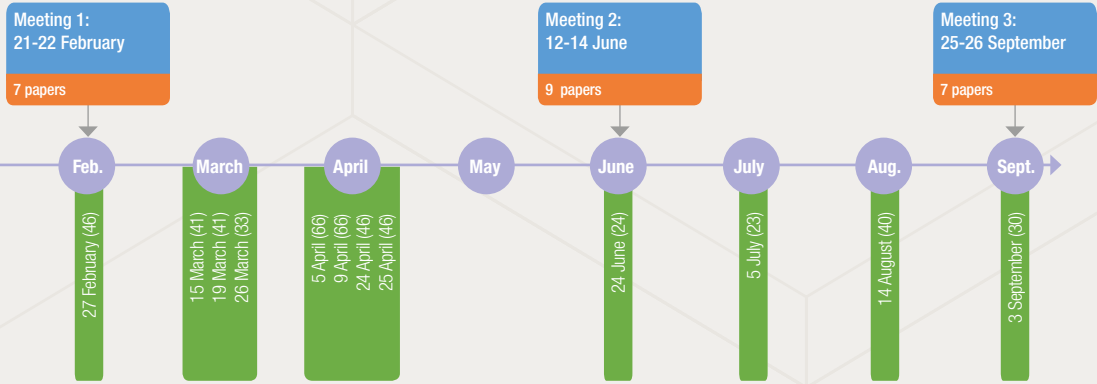 Meeting 1:
21-22 February
7 papers
Meeting 2:
12-14 June
9 papers
Meeting 3:
25-26 September
7 papers
Feb.
March
April
May
June
July
Aug.
Sept.
27 February (46)
15 March (41)
19 March (41)
26 March (33)
5 April (66)
9 April (66)
24 April (46)
25 April (46)
24 June (24)
5 July (23)
14 August (40)
3 September (30)